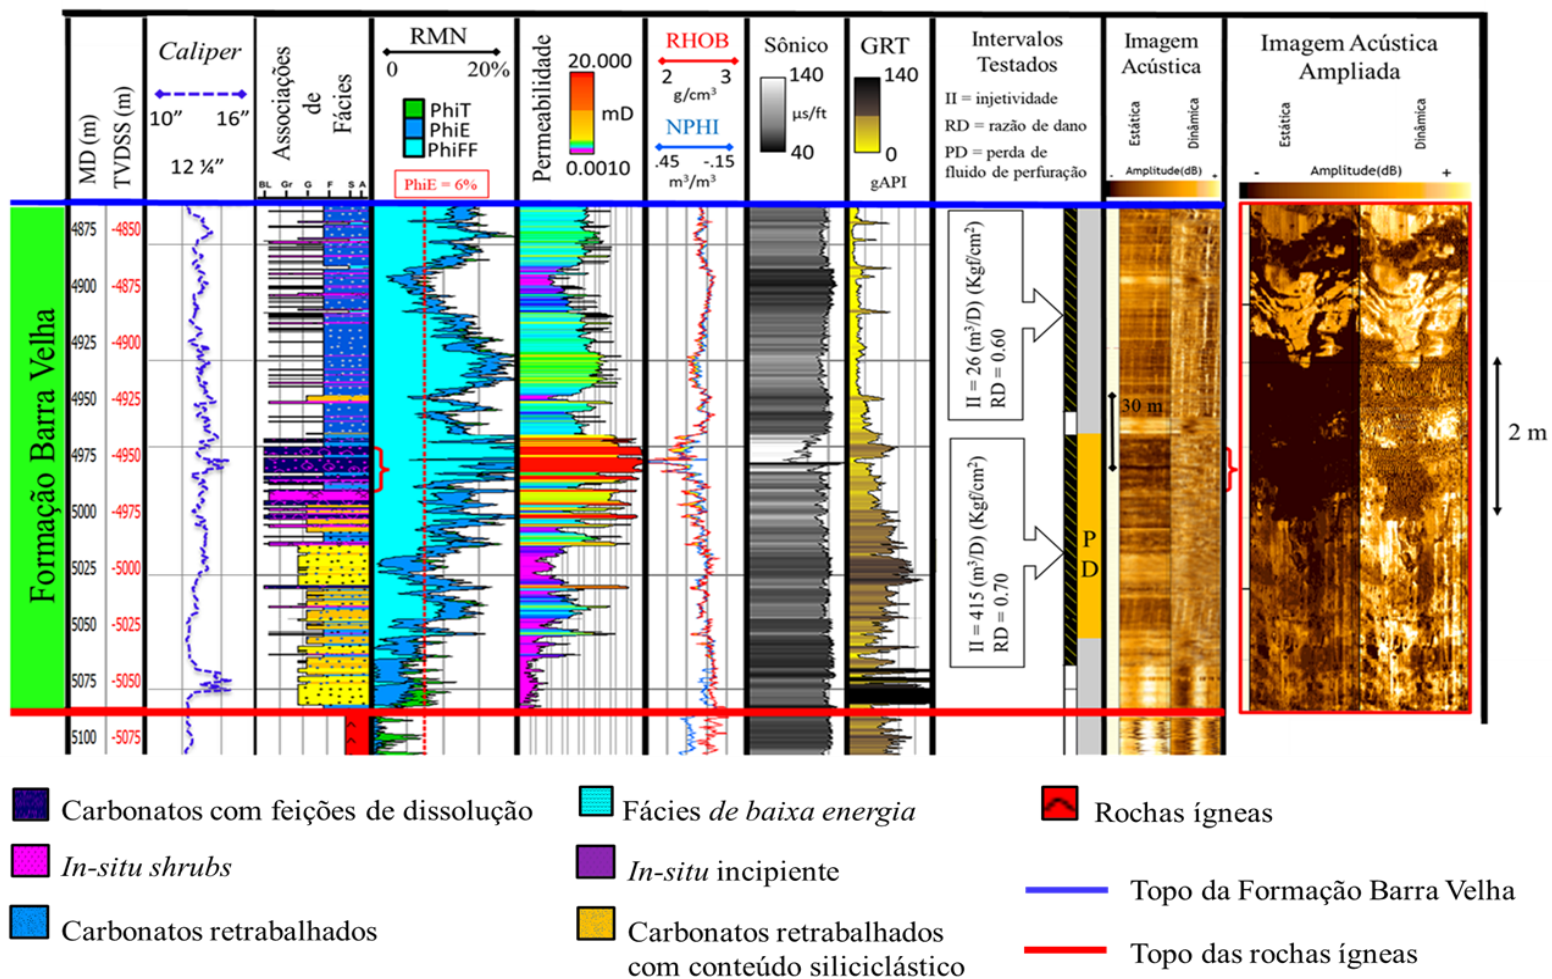 MD (m)
TVDSS (m)
Caliper
10” 16”
12 ¼”
Associações
de
Fácies
BL Gr G F S A
RMN
0 20%
PhiT
PhiE
PhiFF
PhiE = 6%
Permeabilidade
20.000
mD
0.0010
RHOB
2 3
g/cm³
NPHI
.45 -.15
m³/m³
Sônico
140
µs/ft
40
GRT
140
0
gAPI
Intervalos
Testados
II = injetividade
RD = razão de dano
PD = perda de
fluido de perfuração
Imagem
Acústica
Estática
Dinâmica
Amplitude(dB)
- +
Imagem Acústica
Ampliada
Estática
Dinâmica
Amplitude(dB)
- +
Formação Barra Velha
4875 -4850
4900 -4875
4925 -4900
4950 -4925
4975 -4950
5000 -4975
5025 -5000
5050 -5025
5075 -5050
5100 -5075
II = 26 (m³/D) (Kgf/cm²)
RD = 0.60
II = 415 (m³/D) (Kgf/cm²)
RD = 0.70
P
D
30 m
2 m
Carbonatos com feições de dissolução
In-situ shrubs
Carbonatos retrabalhados
Fácies de baixa energia
In-situ incipiente
Carbonatos retrabalhados
com conteúdo siliciclástico
Rochas ígneas
Topo da Formação Barra Velha
Topo das rochas ígneas